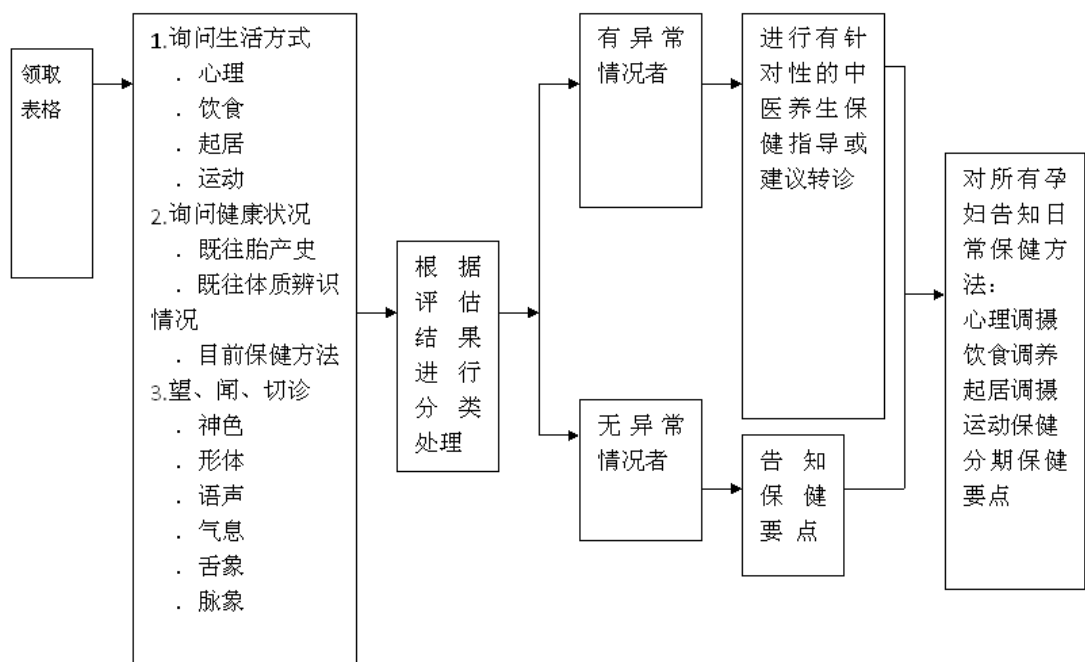 领取
表格
1.询问生活方式
. 心理
. 饮食
. 起居
. 运动
2.询问健康状况
. 既往胎产史
. 既往体质辨识
情况
. 目前保健方法
3.望、闻、切诊
. 神色
. 形体
. 语声
. 气息
. 舌象
. 脉象
根据
评估
结果
进行
分类
处理
有异常
情况者
无异常
情况者
进行有针
对性的中
医养生保
健指导或
建议转诊
告知
保健
要点
对所有孕
妇告知日
常保健方
法：
心理调摄
饮食调养
起居调摄
运动保健
分期保健
要点